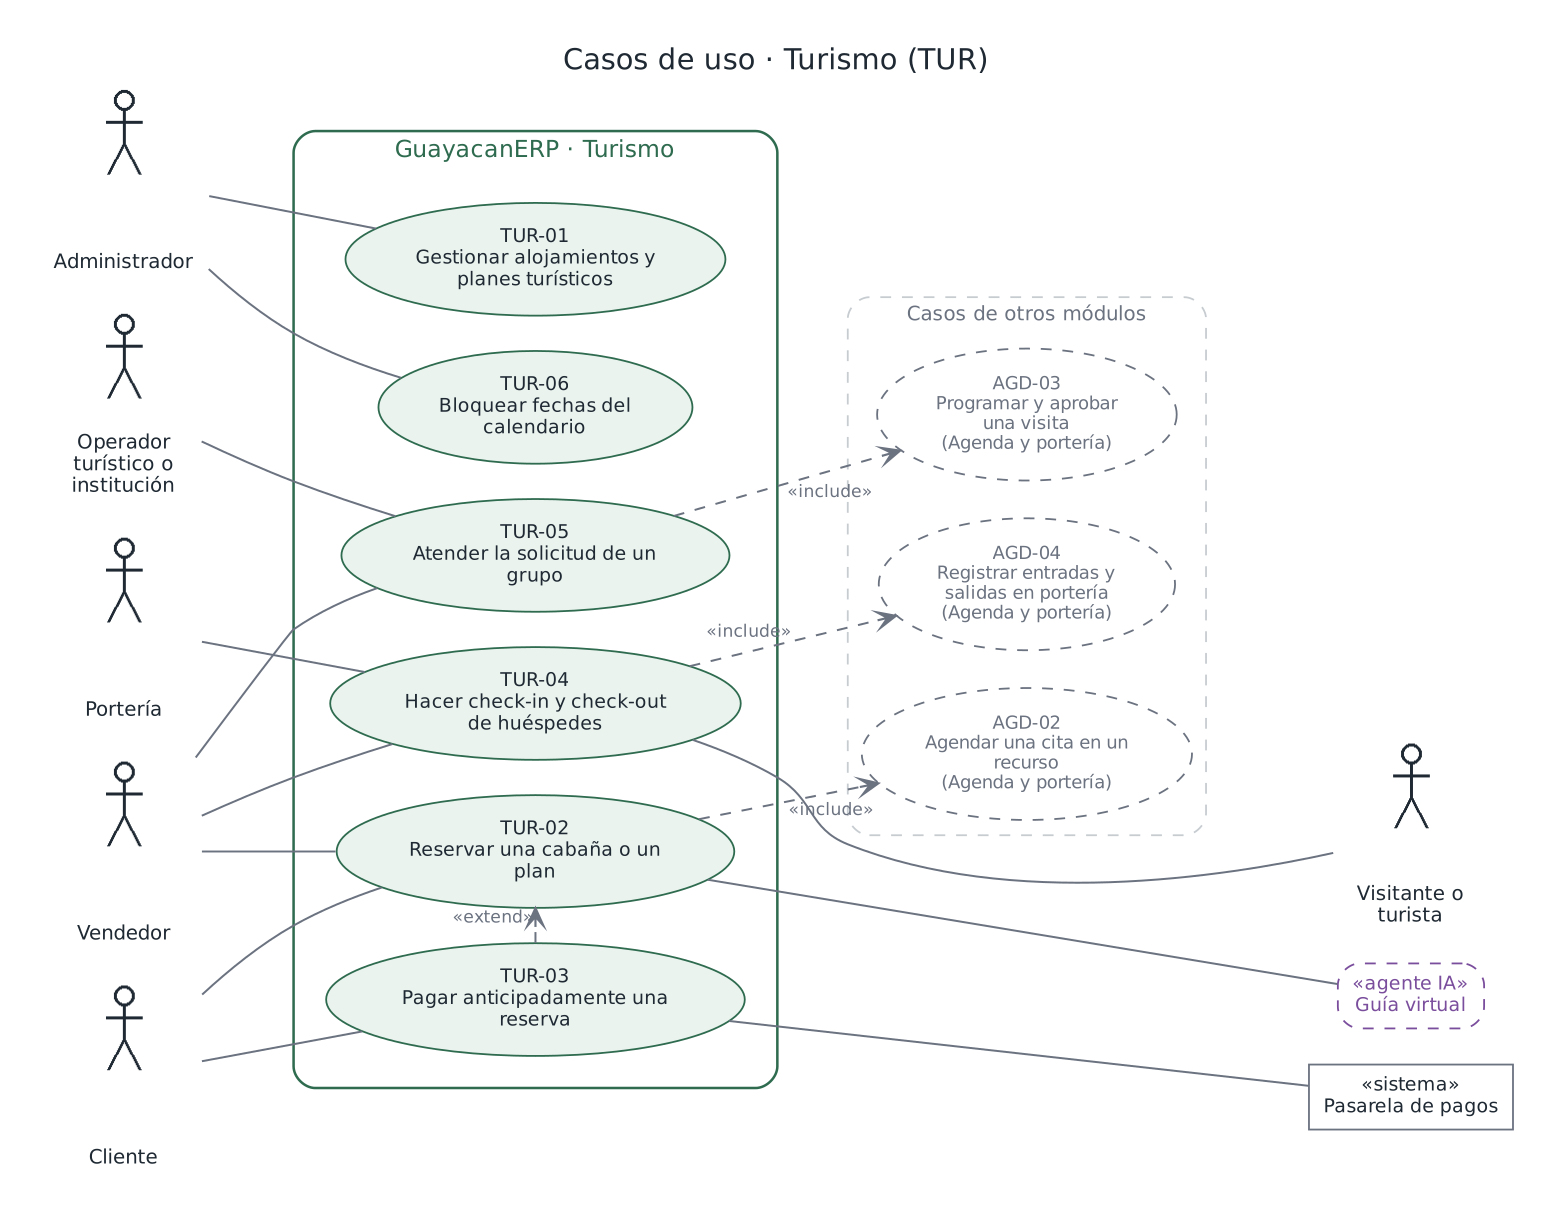 Casos de uso · Turismo (TUR)
GuayacanERP · Turismo
Administrador
Operador
turístico o
institución
Portería
Vendedor
Cliente
TUR-01
Gestionar alojamientos y
planes turísticos
TUR-06
Bloquear fechas del
calendario
TUR-05
Atender la solicitud de un
grupo
TUR-04
Hacer check-in y check-out
de huéspedes
TUR-02
Reservar una cabaña o un
plan
«extend»
TUR-03
Pagar anticipadamente una
reserva
«include»
«include»
«include»
Casos de otros módulos
AGD-03
Programar y aprobar
una visita
(Agenda y portería)
AGD-04
Registrar entradas y
salidas en portería
(Agenda y portería)
AGD-02
Agendar una cita en un
recurso
(Agenda y portería)
Visitante o
turista
«agente IA»
Guía virtual
«sistema»
Pasarela de pagos